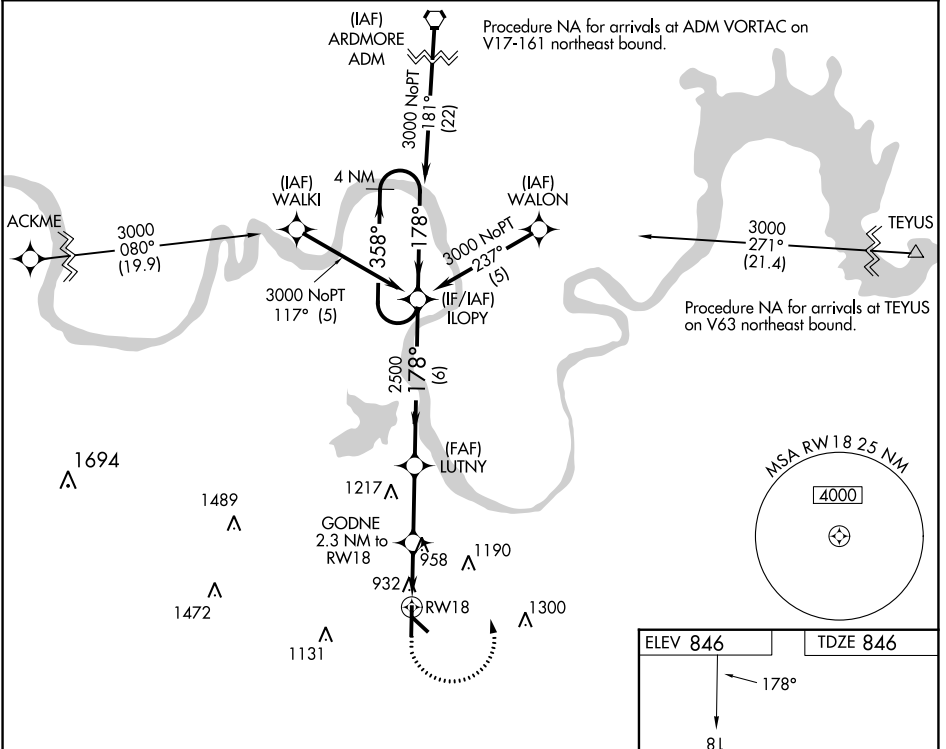 (IAF)
ARDMORE
ADM
Procedure NA for arrivals at ADM VORTAC on
V17-161 northeast bound.
3000 NoPT
181°
(22)
4 NM
(IAF)
WALKI
(IAF)
WALON
ACKME
3000
080°
(19.9)
358°
178°
3000 NoPT
237°
(5)
3000
271°
(21.4)
TEYUS
3000 NoPT
117° (5)
(IF/IAF)
ILOPY
Procedure NA for arrivals at TEYUS
on V63 northeast bound.
2500
178°
(6)
(FAF)
LUTNY
1694
1217
1489
GODNE
2.3 NM to
RW18
958
1190
932
RW18
1472
1300
1131
MSA RW18 25 NM
4000
ELEV 846
TDZE 846
178°
8L